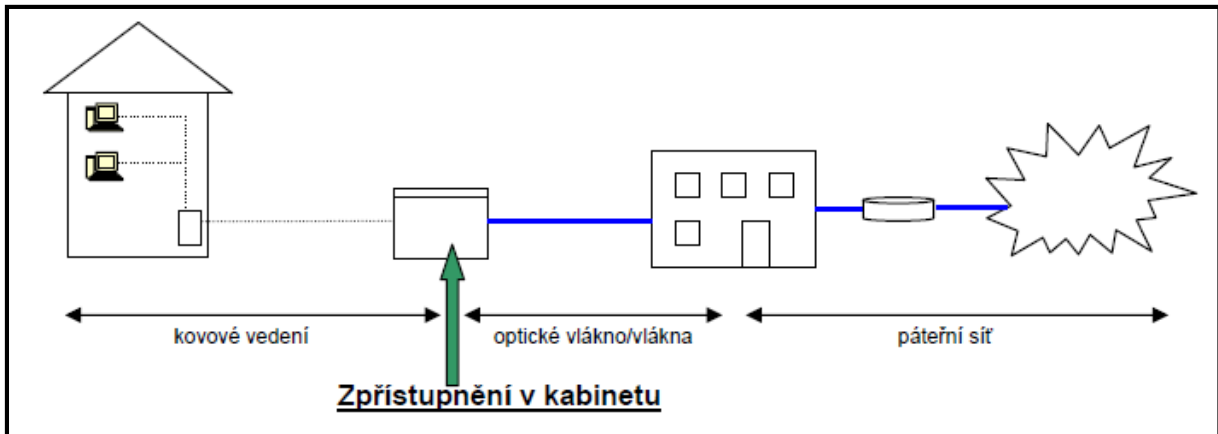 kovové vedení
optické vlákno/vlákna
páteřní síť
Zpřístupnění v kabinetu